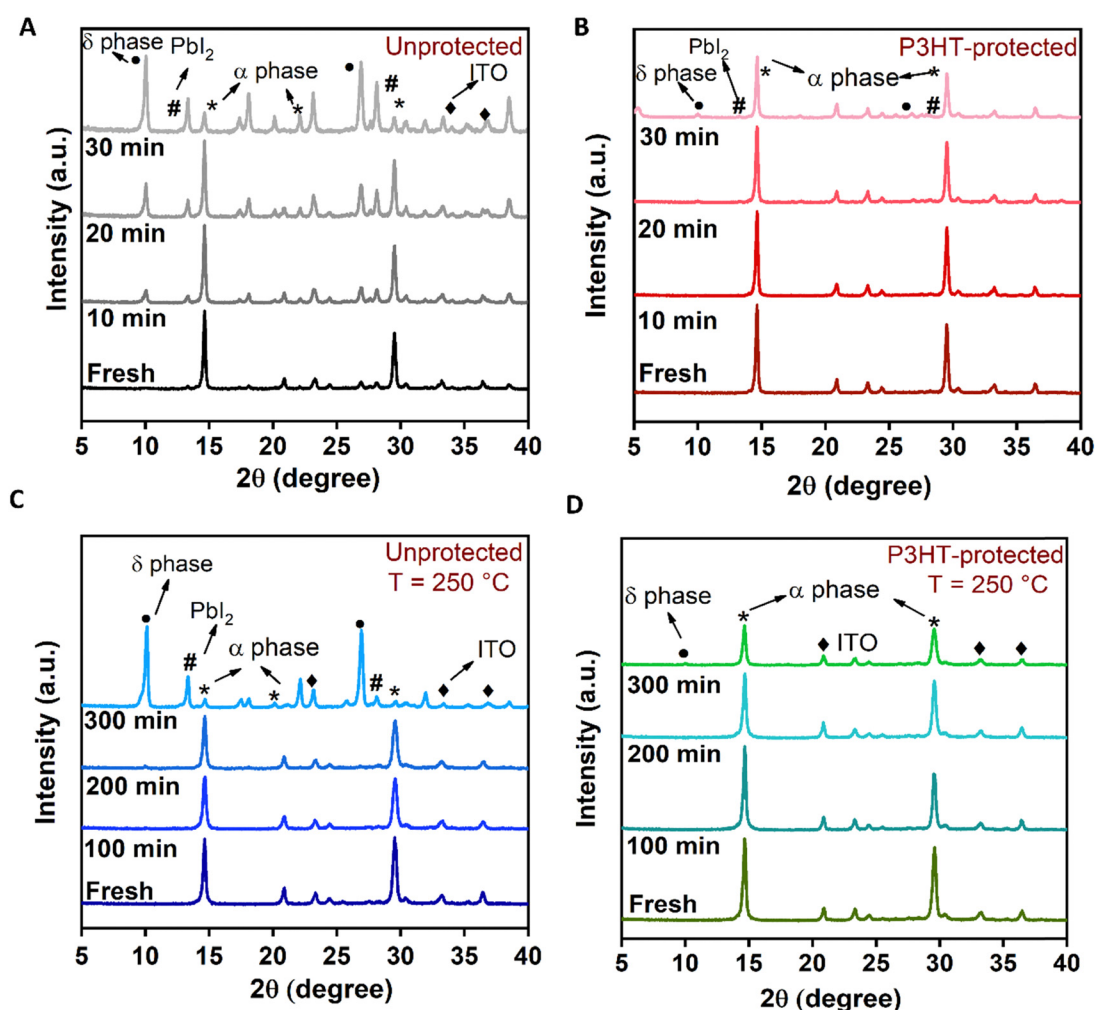 A
Unprotected
δ phase
PbI2
α phase
ITO
•
#
*
*
•
#
*
♦
♦
30 min
20 min
10 min
Fresh
Intensity (a.u.)
5 10 15 20 25 30 35 40
2θ (degree)
B
P3HT-protected
PbI2
δ phase
α phase
•
#
*
•
#
*
30 min
20 min
10 min
Fresh
Intensity (a.u.)
5 10 15 20 25 30 35 40
2θ (degree)
C
Unprotected
T = 250 °C
δ phase
PbI2
α phase
ITO
•
#
*
*
♦
•
#
*
♦
♦
300 min
200 min
100 min
Fresh
Intensity (a.u.)
5 10 15 20 25 30 35 40
2θ (degree)
D
P3HT-protected
T = 250 °C
δ phase
α phase
•
*
♦ ITO
*
♦
♦
300 min
200 min
100 min
Fresh
Intensity (a.u.)
5 10 15 20 25 30 35 40
2θ (degree)